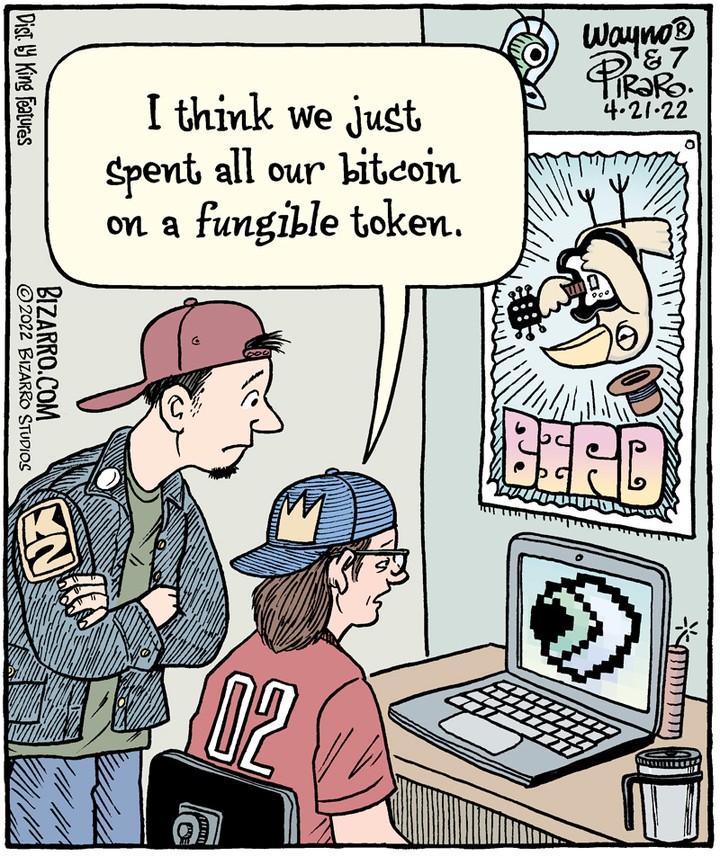 Wayno®
& 7
PIRARO.
4·21·22
Dist. by King Features
I think we just
spent all our bitcoin
on a fungible token.
BIZARRO.COM
© 2022 BIZARRO STUDIOS
BIRD
K2
02